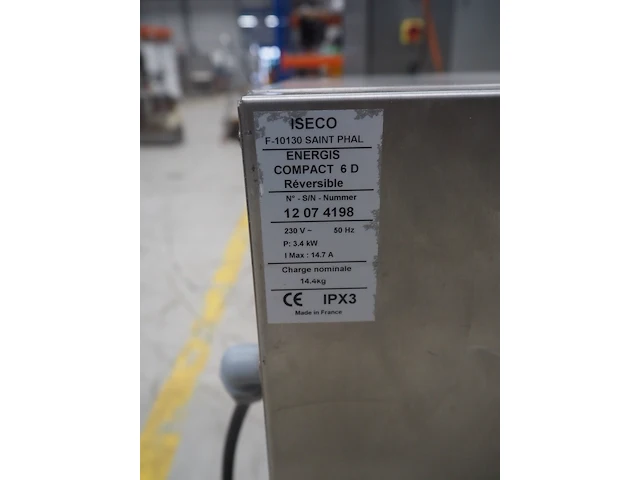 ISECO
F-10130 SAINT PHAL
ENERGIS
COMPACT 6 D
Réversible
N° - S/N - Nummer
12 07 4198
230 V ~ 50 Hz
P: 3.4 kW
I Max : 14.7 A
Charge nominale
14.4kg
CE IPX3
Made in France